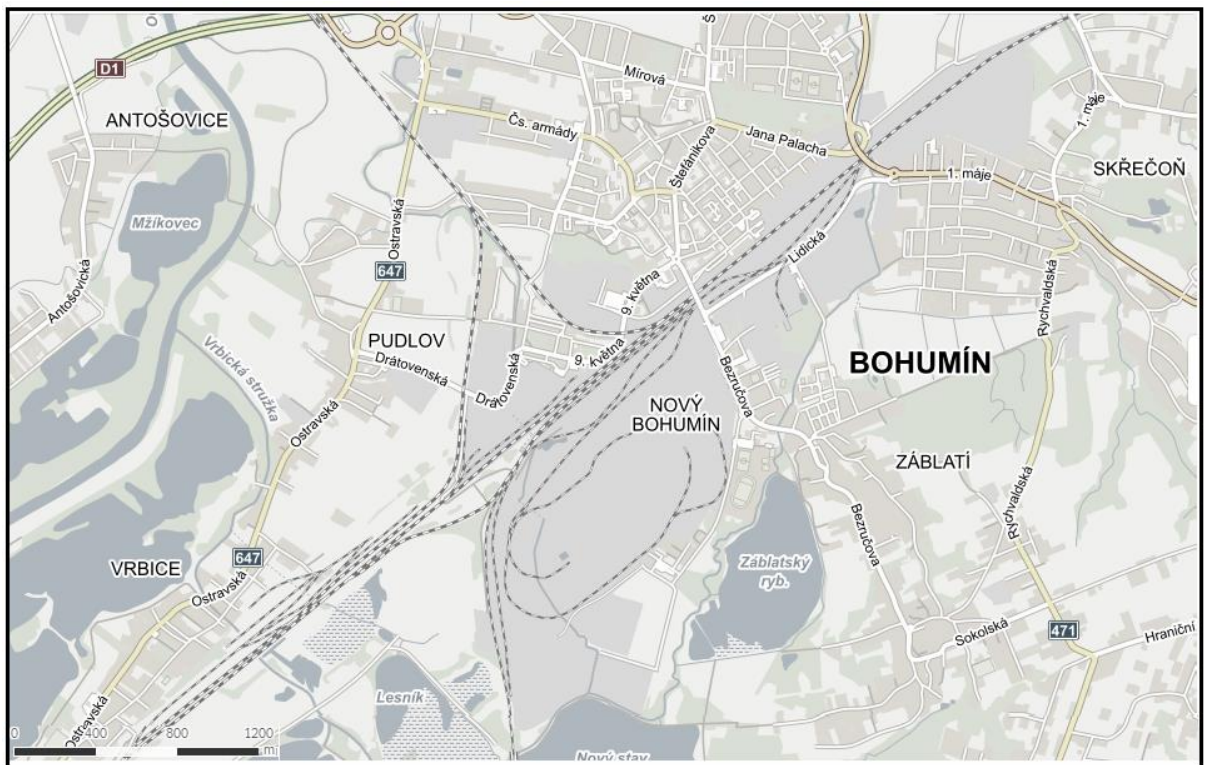 Š
Mírová
D1
1. máje
ANTOŠOVICE
Čs. armády
Štefánikova
Jana Palacha
SKŘEČOŇ
1. máje
Mžíkovec
Ostravská
Lidická
647
Antošovická
9. května
Rychvaldská
PUDLOV
Drátovenská
Vrbická stružka
9. května
Drátovenská
BOHUMÍN
Bezručova
NOVÝ
BOHUMÍN
Ostravská
ZÁBLATÍ
Rychvaldská
Bezručova
647
VRBICE
Záblatský
ryb.
Ostravská
Sokolská
471
Hraniční
Lesník
Ostravská
0 400 800 1200
m
Nový stav